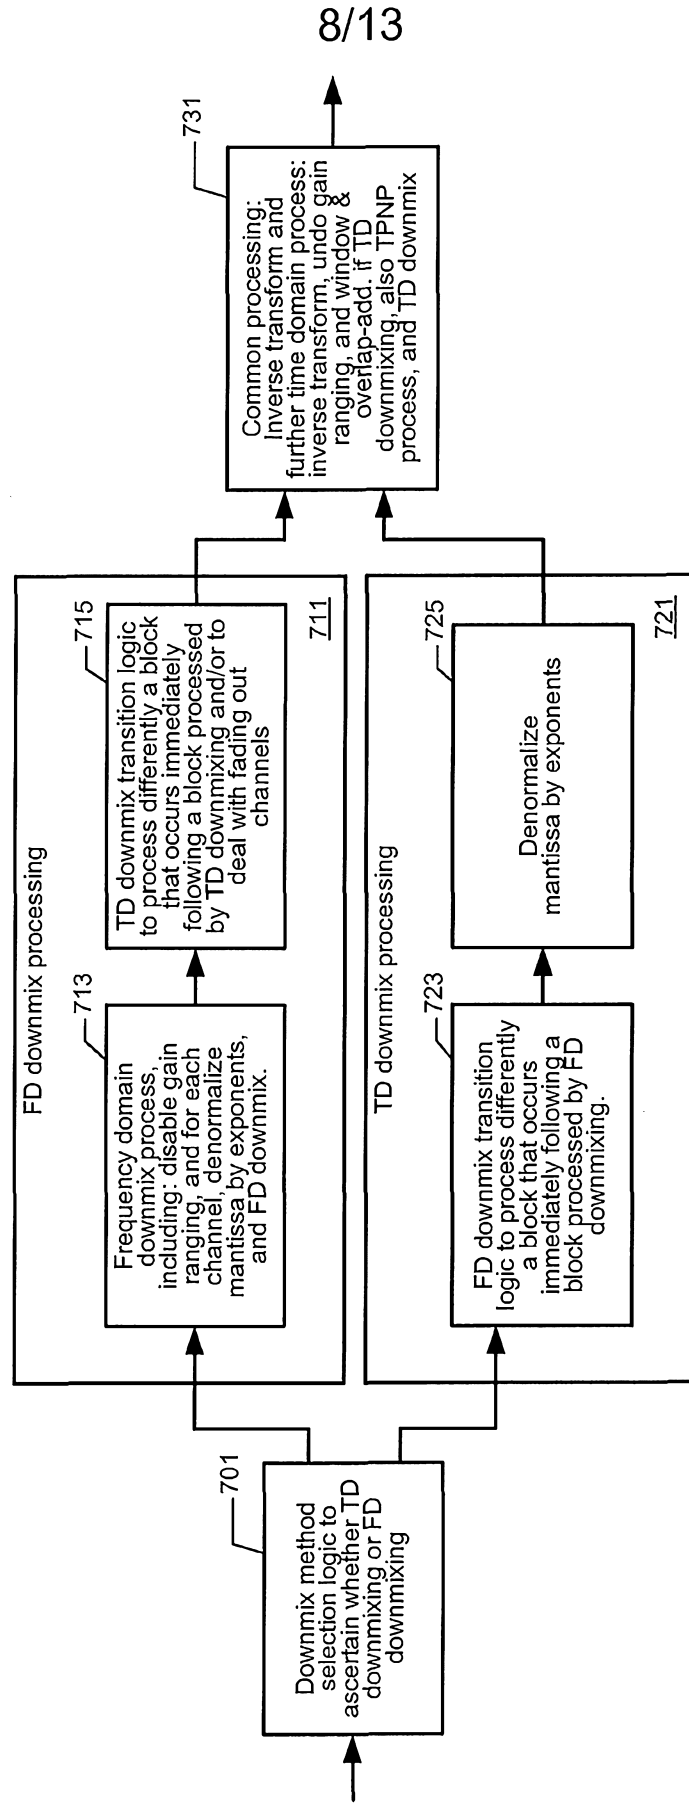 8/13
701
Downmix method
selection logic to
ascertain whether TD
downmixing or FD
downmixing
FD downmix processing
711
713
Frequency domain
downmix process,
including: disable gain
ranging, and for each
channel, denormalize
mantissa by exponents,
and FD downmix.
715
TD downmix transition logic
to process differently a block
that occurs immediately
following a block processed
by TD downmixing and/or to
deal with fading out
channels
TD downmix processing
721
723
FD downmix transition
logic to process differently
a block that occurs
immediately following a
block processed by FD
downmixing.
725
Denormalize
mantissa by exponents
731
Common processing:
Inverse transform and
further time domain process:
inverse transform, undo gain
ranging, and window &
overlap-add. if TD
downmixing, also TPNP
process, and TD downmix